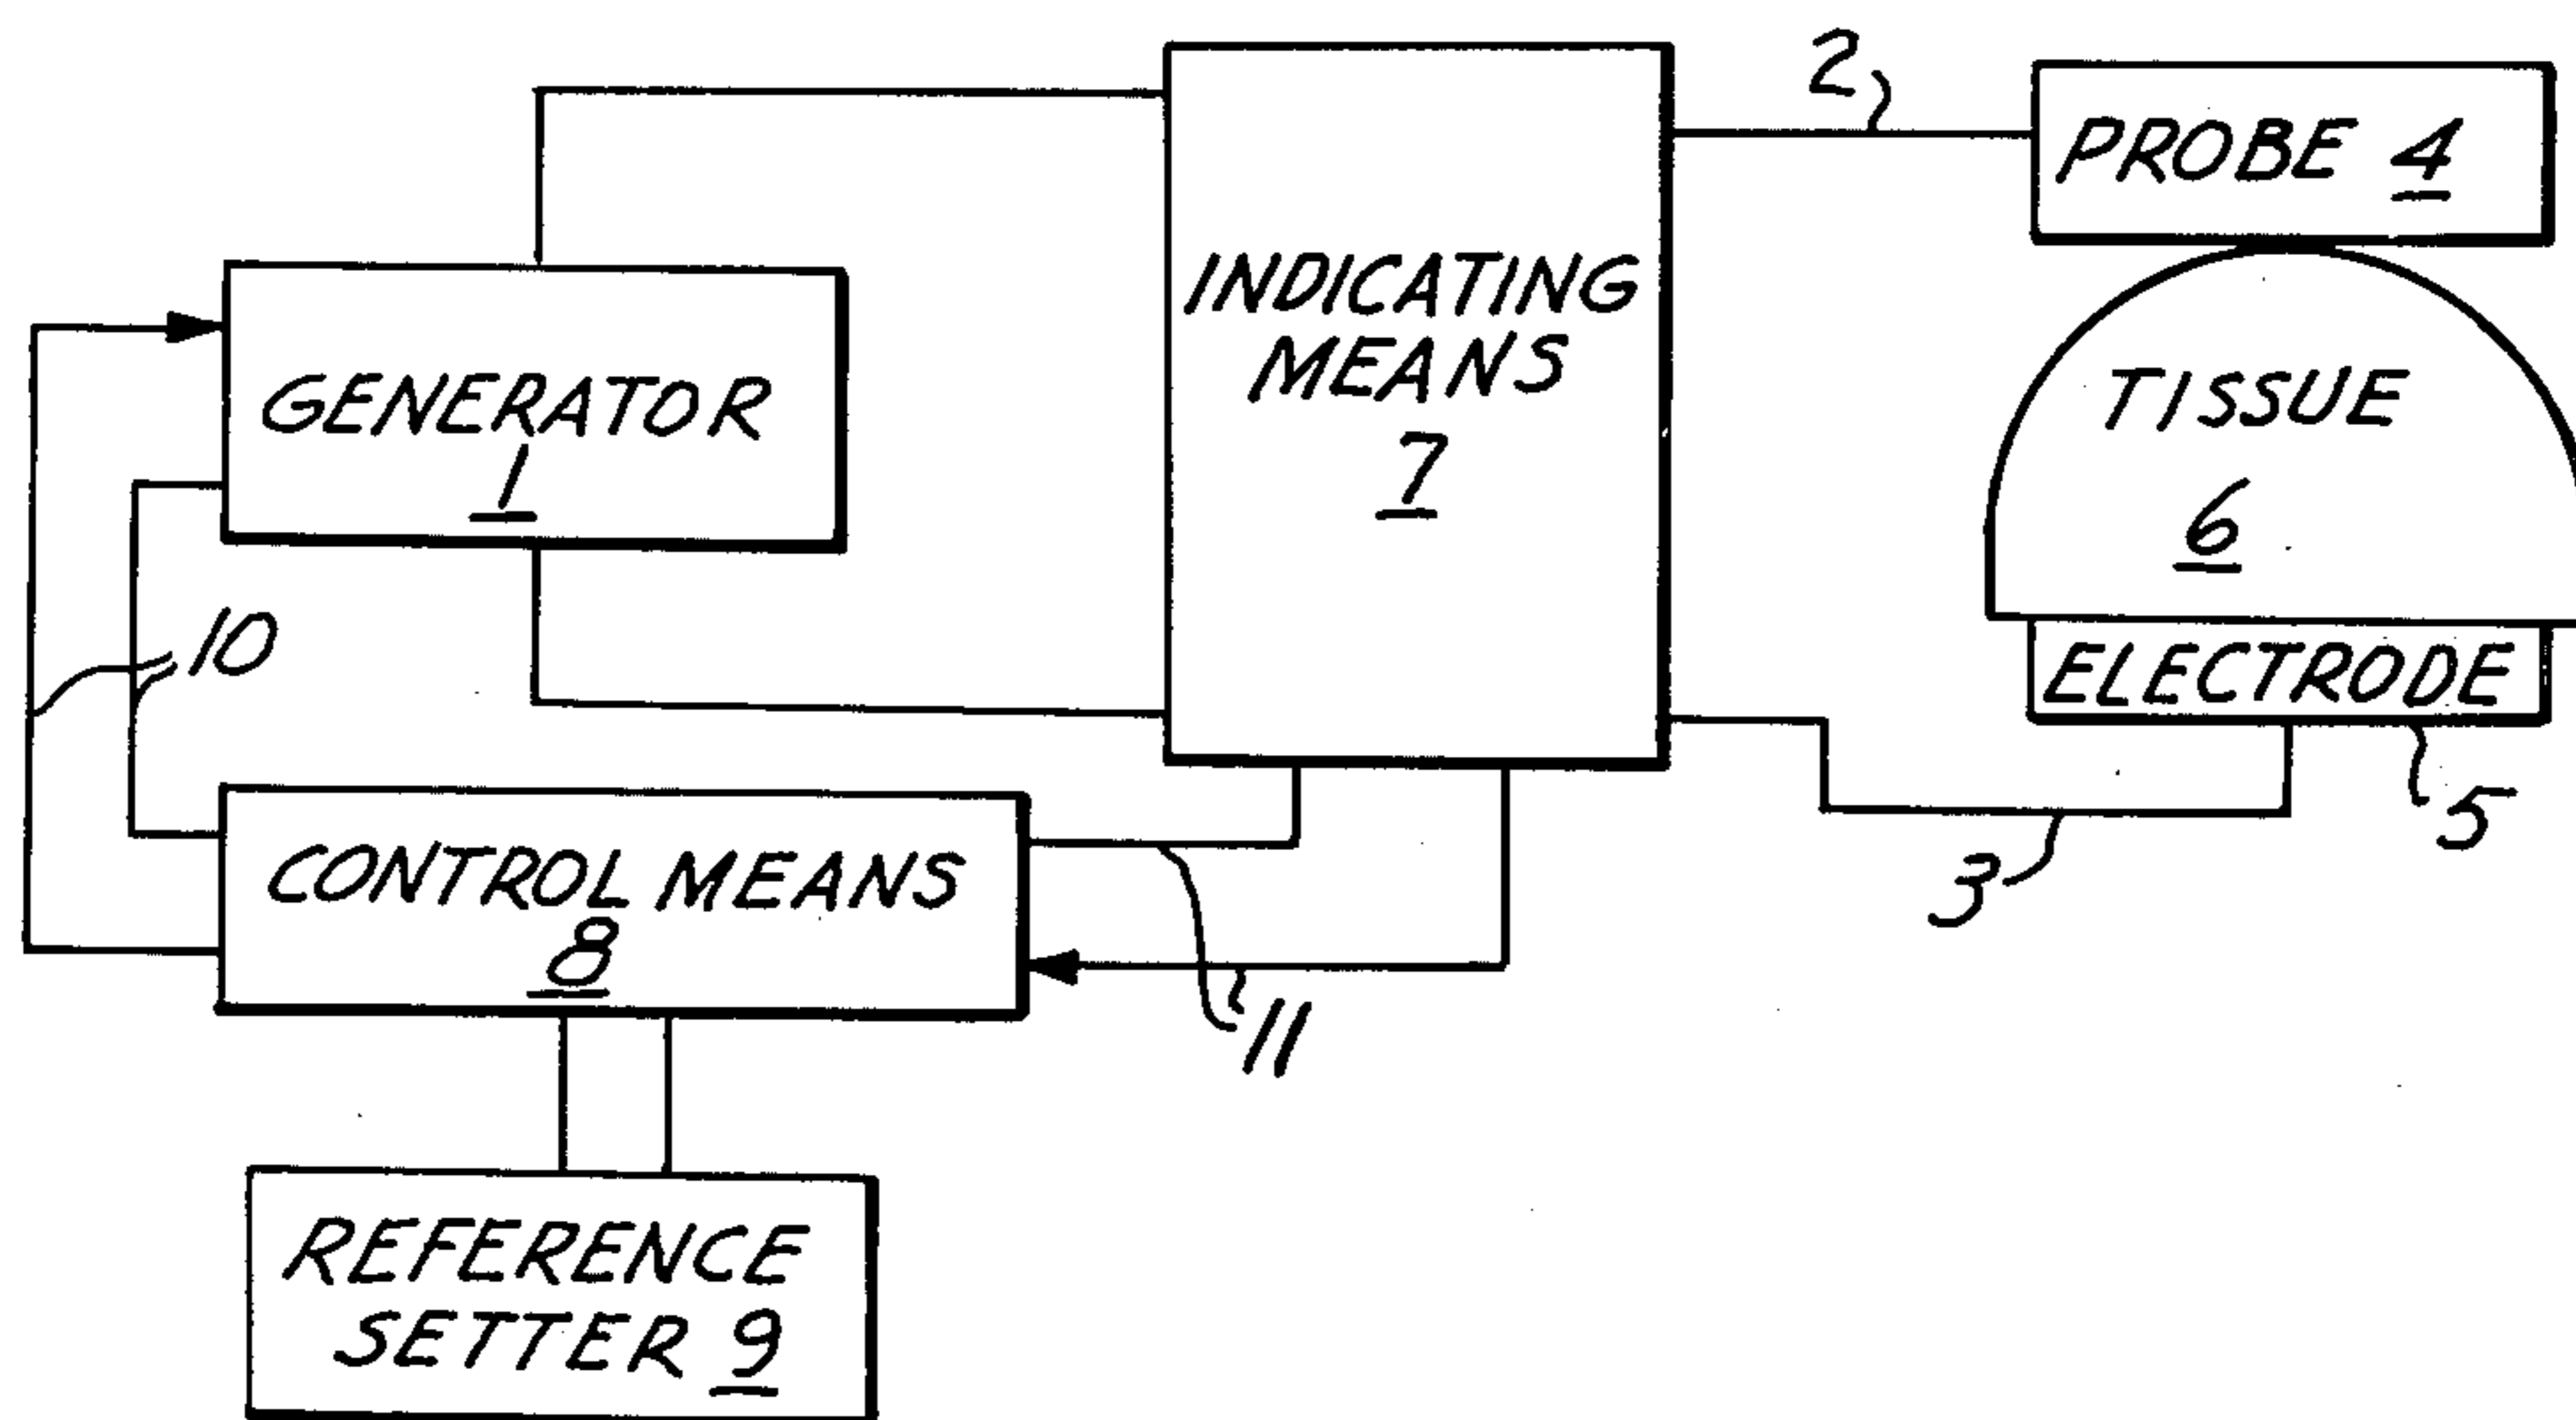 2
PROBE 4
INDICATING
MEANS
7
GENERATOR
1
TISSUE
6
10
ELECTRODE
5
3
CONTROL MEANS
8
11
REFERENCE
SETTER 9